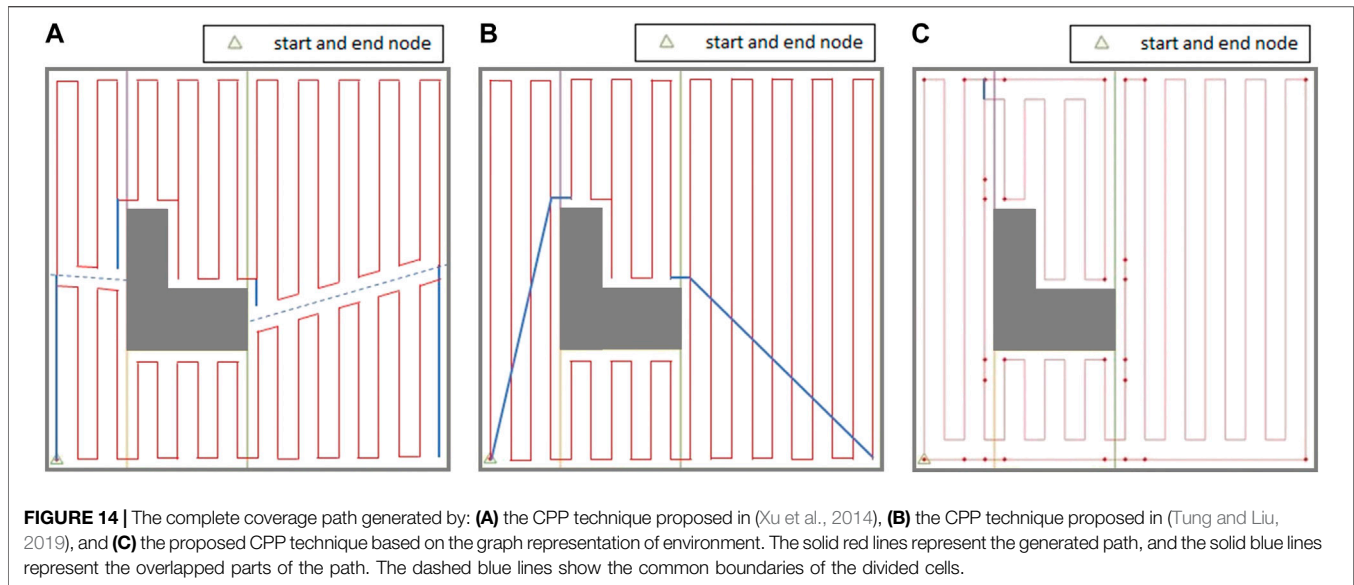 A
start and end node
B
start and end node
C
start and end node
FIGURE 14 | The complete coverage path generated by: (A) the CPP technique proposed in (Xu et al., 2014), (B) the CPP technique proposed in (Tung and Liu,
2019), and (C) the proposed CPP technique based on the graph representation of environment. The solid red lines represent the generated path, and the solid blue lines
represent the overlapped parts of the path. The dashed blue lines show the common boundaries of the divided cells.